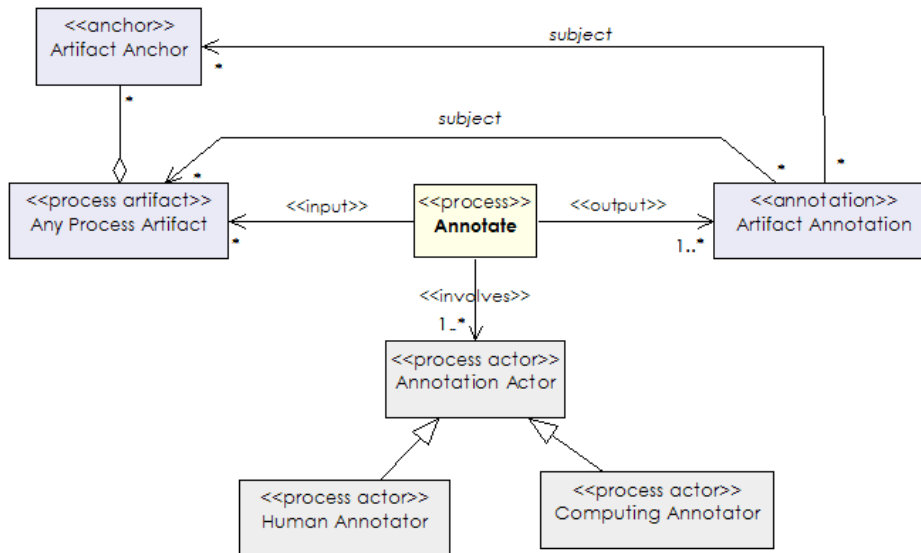 <<anchor>>
Artifact Anchor
*
subject
*
*
subject
*
*
*
<<process artifact>>
Any Process Artifact
<<input>>
*
<<process>>
Annotate
<<output>>
1..*
<<annotation>>
Artifact Annotation
<<involves>>
1..*
<<process actor>>
Annotation Actor
<<process actor>>
Human Annotator
<<process actor>>
Computing Annotator